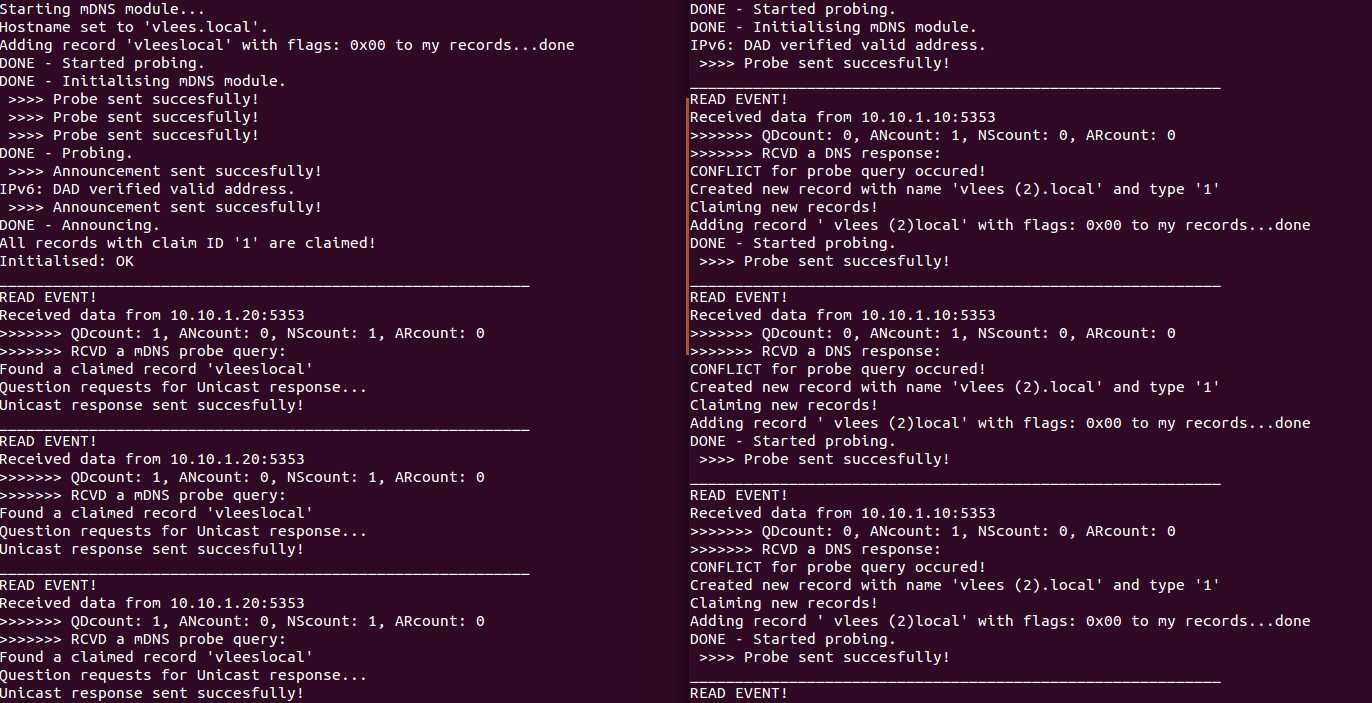 Starting mDNS module...
Hostname set to 'vlees.local'.
Adding record 'vleeslocal' with flags: 0x00 to my records...done
DONE - Started probing.
DONE - Initialising mDNS module.
 >>>> Probe sent succesfully!
 >>>> Probe sent succesfully!
 >>>> Probe sent succesfully!
DONE - Probing.
 >>>> Announcement sent succesfully!
IPv6: DAD verified valid address.
 >>>> Announcement sent succesfully!
DONE - Announcing.
All records with claim ID '1' are claimed!
Initialised: OK
___________________________________________________________
READ EVENT!
Received data from 10.10.1.20:5353
>>>>>>> QDcount: 1, ANcount: 0, NScount: 1, ARcount: 0
>>>>>>> RCVD a mDNS probe query:
Found a claimed record 'vleeslocal'
Question requests for Unicast response...
Unicast response sent succesfully!
___________________________________________________________
READ EVENT!
Received data from 10.10.1.20:5353
>>>>>>> QDcount: 1, ANcount: 0, NScount: 1, ARcount: 0
>>>>>>> RCVD a mDNS probe query:
Found a claimed record 'vleeslocal'
Question requests for Unicast response...
Unicast response sent succesfully!
___________________________________________________________
READ EVENT!
Received data from 10.10.1.20:5353
>>>>>>> QDcount: 1, ANcount: 0, NScount: 1, ARcount: 0
>>>>>>> RCVD a mDNS probe query:
Found a claimed record 'vleeslocal'
Question requests for Unicast response...
Unicast response sent succesfully!
DONE - Started probing.
DONE - Initialising mDNS module.
IPv6: DAD verified valid address.
 >>>> Probe sent succesfully!
___________________________________________________________
READ EVENT!
Received data from 10.10.1.10:5353
>>>>>>> QDcount: 0, ANcount: 1, NScount: 0, ARcount: 0
>>>>>>> RCVD a DNS response:
CONFLICT for probe query occured!
Created new record with name 'vlees (2).local' and type '1'
Claiming new records!
Adding record ' vlees (2)local' with flags: 0x00 to my records...done
DONE - Started probing.
 >>>> Probe sent succesfully!
___________________________________________________________
READ EVENT!
Received data from 10.10.1.10:5353
>>>>>>> QDcount: 0, ANcount: 1, NScount: 0, ARcount: 0
>>>>>>> RCVD a DNS response:
CONFLICT for probe query occured!
Created new record with name 'vlees (2).local' and type '1'
Claiming new records!
Adding record ' vlees (2)local' with flags: 0x00 to my records...done
DONE - Started probing.
 >>>> Probe sent succesfully!
___________________________________________________________
READ EVENT!
Received data from 10.10.1.10:5353
>>>>>>> QDcount: 0, ANcount: 1, NScount: 0, ARcount: 0
>>>>>>> RCVD a DNS response:
CONFLICT for probe query occured!
Created new record with name 'vlees (2).local' and type '1'
Claiming new records!
Adding record ' vlees (2)local' with flags: 0x00 to my records...done
DONE - Started probing.
 >>>> Probe sent succesfully!
___________________________________________________________
READ EVENT!